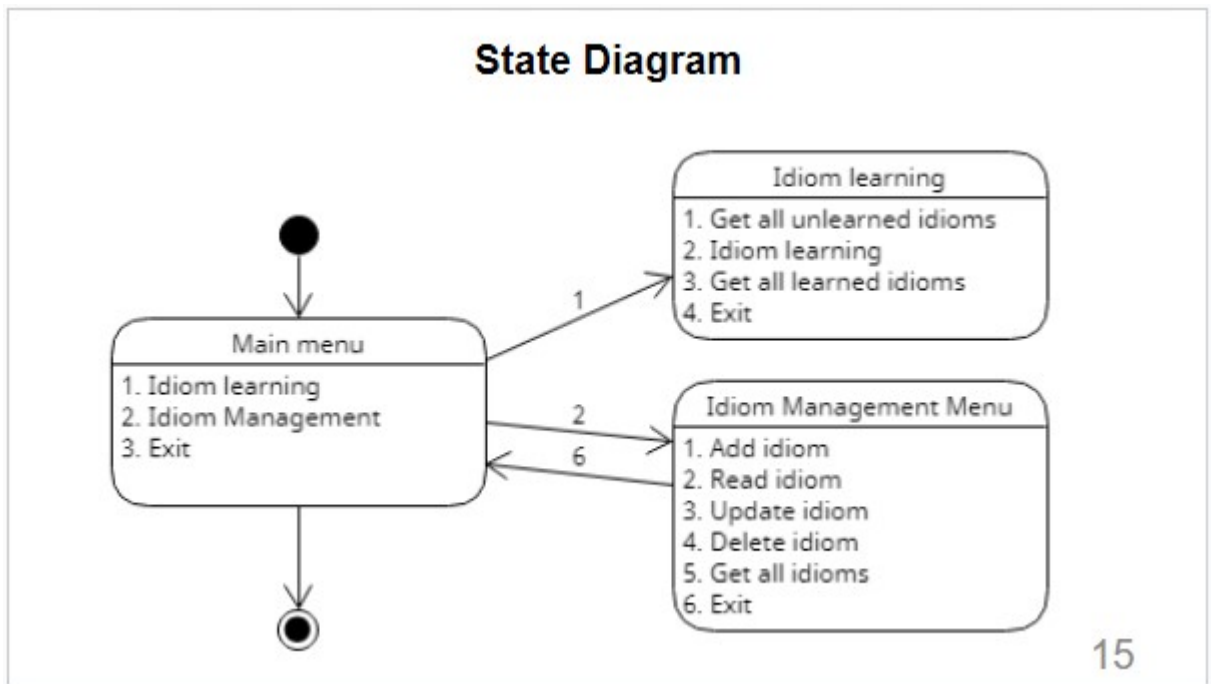 State Diagram
Idiom learning
1. Get all unlearned idioms
2. Idiom learning
3. Get all learned idioms
4. Exit
1
Main menu
1. Idiom learning
2. Idiom Management
3. Exit
2
6
Idiom Management Menu
1. Add idiom
2. Read idiom
3. Update idiom
4. Delete idiom
5. Get all idioms
6. Exit
15